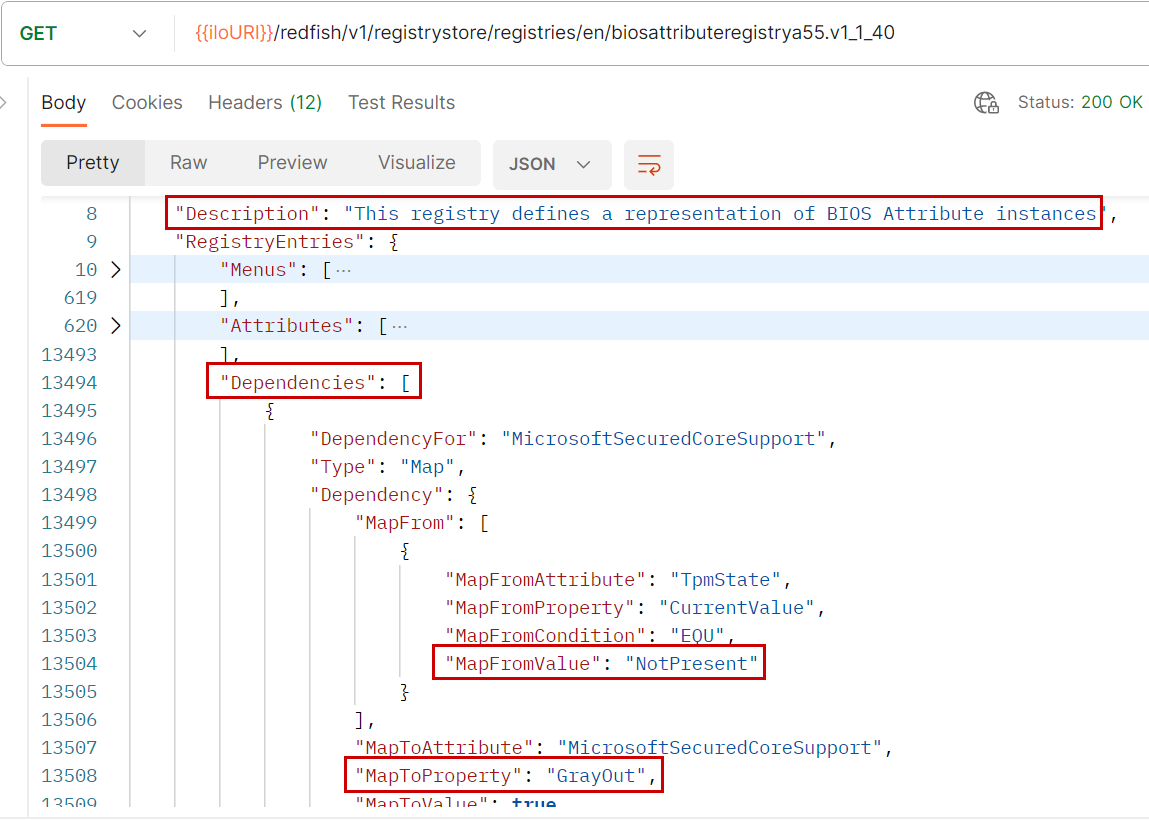 GET {{iloURI}}/redfish/v1/registrystore/registries/en/biosattributeregistrya55.v1_1_40
Body Cookies Headers (12) Test Results Status: 200 OK
Pretty Raw Preview Visualize JSON
8 "Description": "This registry defines a representation of BIOS Attribute instances",
9 "RegistryEntries": {
10 "Menus": [ ...
619 ],
620 "Attributes": [ ...
13493 ],
13494 "Dependencies": [
13495 {
13496 "DependencyFor": "MicrosoftSecuredCoreSupport",
13497 "Type": "Map",
13498 "Dependency": {
13499 "MapFrom": [
13500 {
13501 "MapFromAttribute": "TpmState",
13502 "MapFromProperty": "CurrentValue",
13503 "MapFromCondition": "EQU",
13504 "MapFromValue": "NotPresent"
13505 }
13506 ],
13507 "MapToAttribute": "MicrosoftSecuredCoreSupport",
13508 "MapToProperty": "GrayOut",
13509 "MapToValue": true